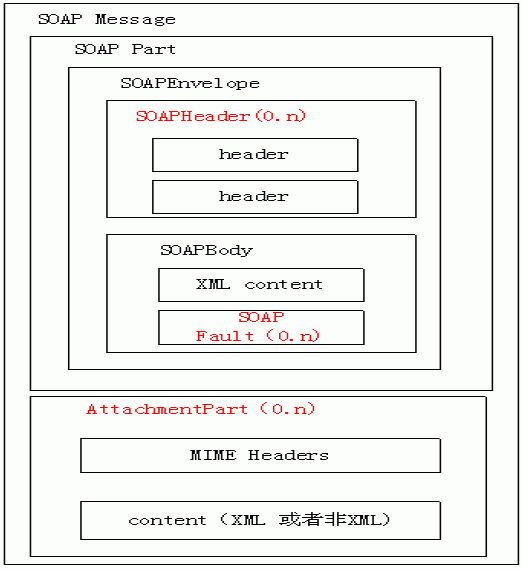 SOAP Message
SOAP Part
SOAPEnvelope
SOAPHeader(0.n)
header
header
SOAPBody
XML content
SOAP
Fault（0.n）
AttachmentPart（0.n）
MIME Headers
content（XML 或者非XML）